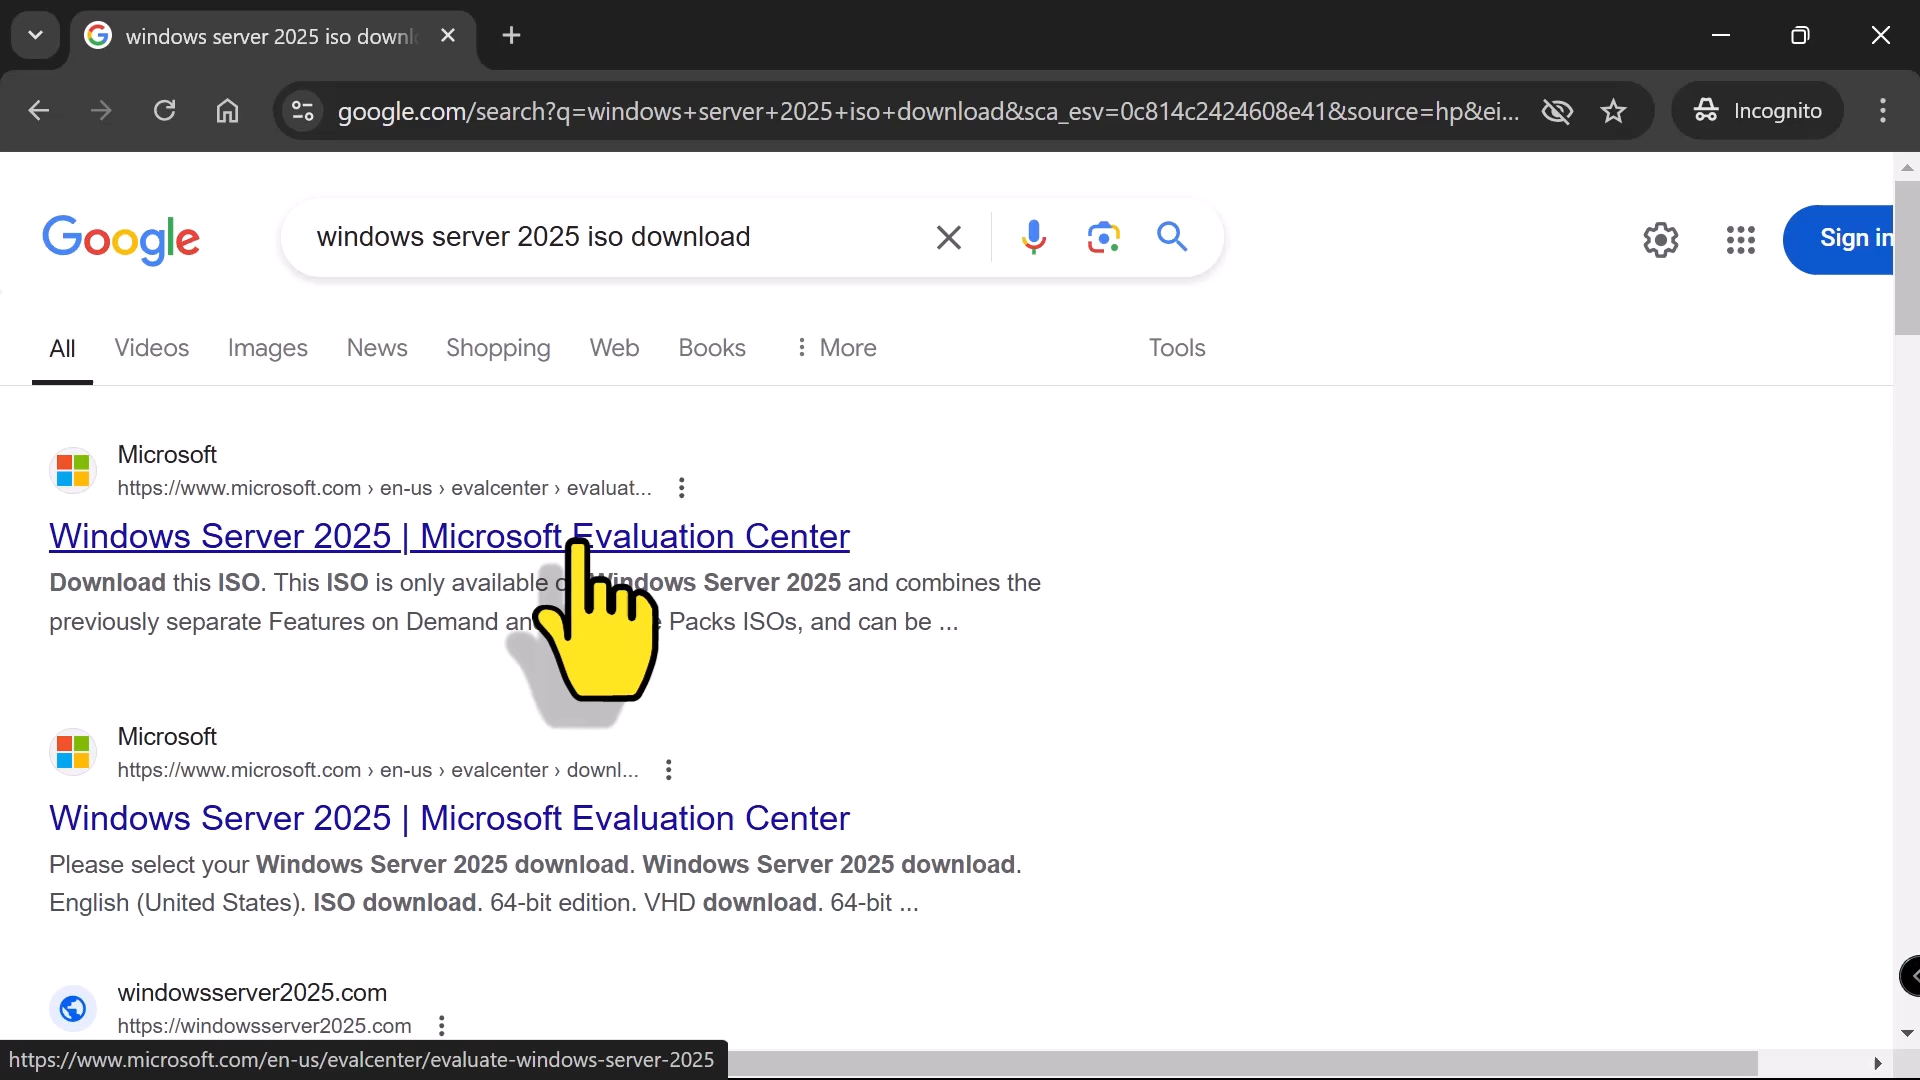 windows server 2025 iso downl
google.com/search?q=windows+server+2025+iso+download&sca_esv=0c814c2424608e41&source=hp&ei...
Incognito
Google
windows server 2025 iso download
Sign in
All
Videos
Images
News
Shopping
Web
Books
More
Tools
Microsoft
https://www.microsoft.com › en-us › evalcenter › evaluat...
Windows Server 2025 | Microsoft Evaluation Center
Download this ISO. This ISO is only available Windows Server 2025 and combines the
previously separate Features on Demand Packs ISOs, and can be ...
Microsoft
https://www.microsoft.com › en-us › evalcenter › downl...
Windows Server 2025 | Microsoft Evaluation Center
Please select your Windows Server 2025 download. Windows Server 2025 download.
English (United States). ISO download. 64-bit edition. VHD download. 64-bit ...
windowsserver2025.com
https://windowsserver2025.com
https://www.microsoft.com/en-us/evalcenter/evaluate-windows-server-2025